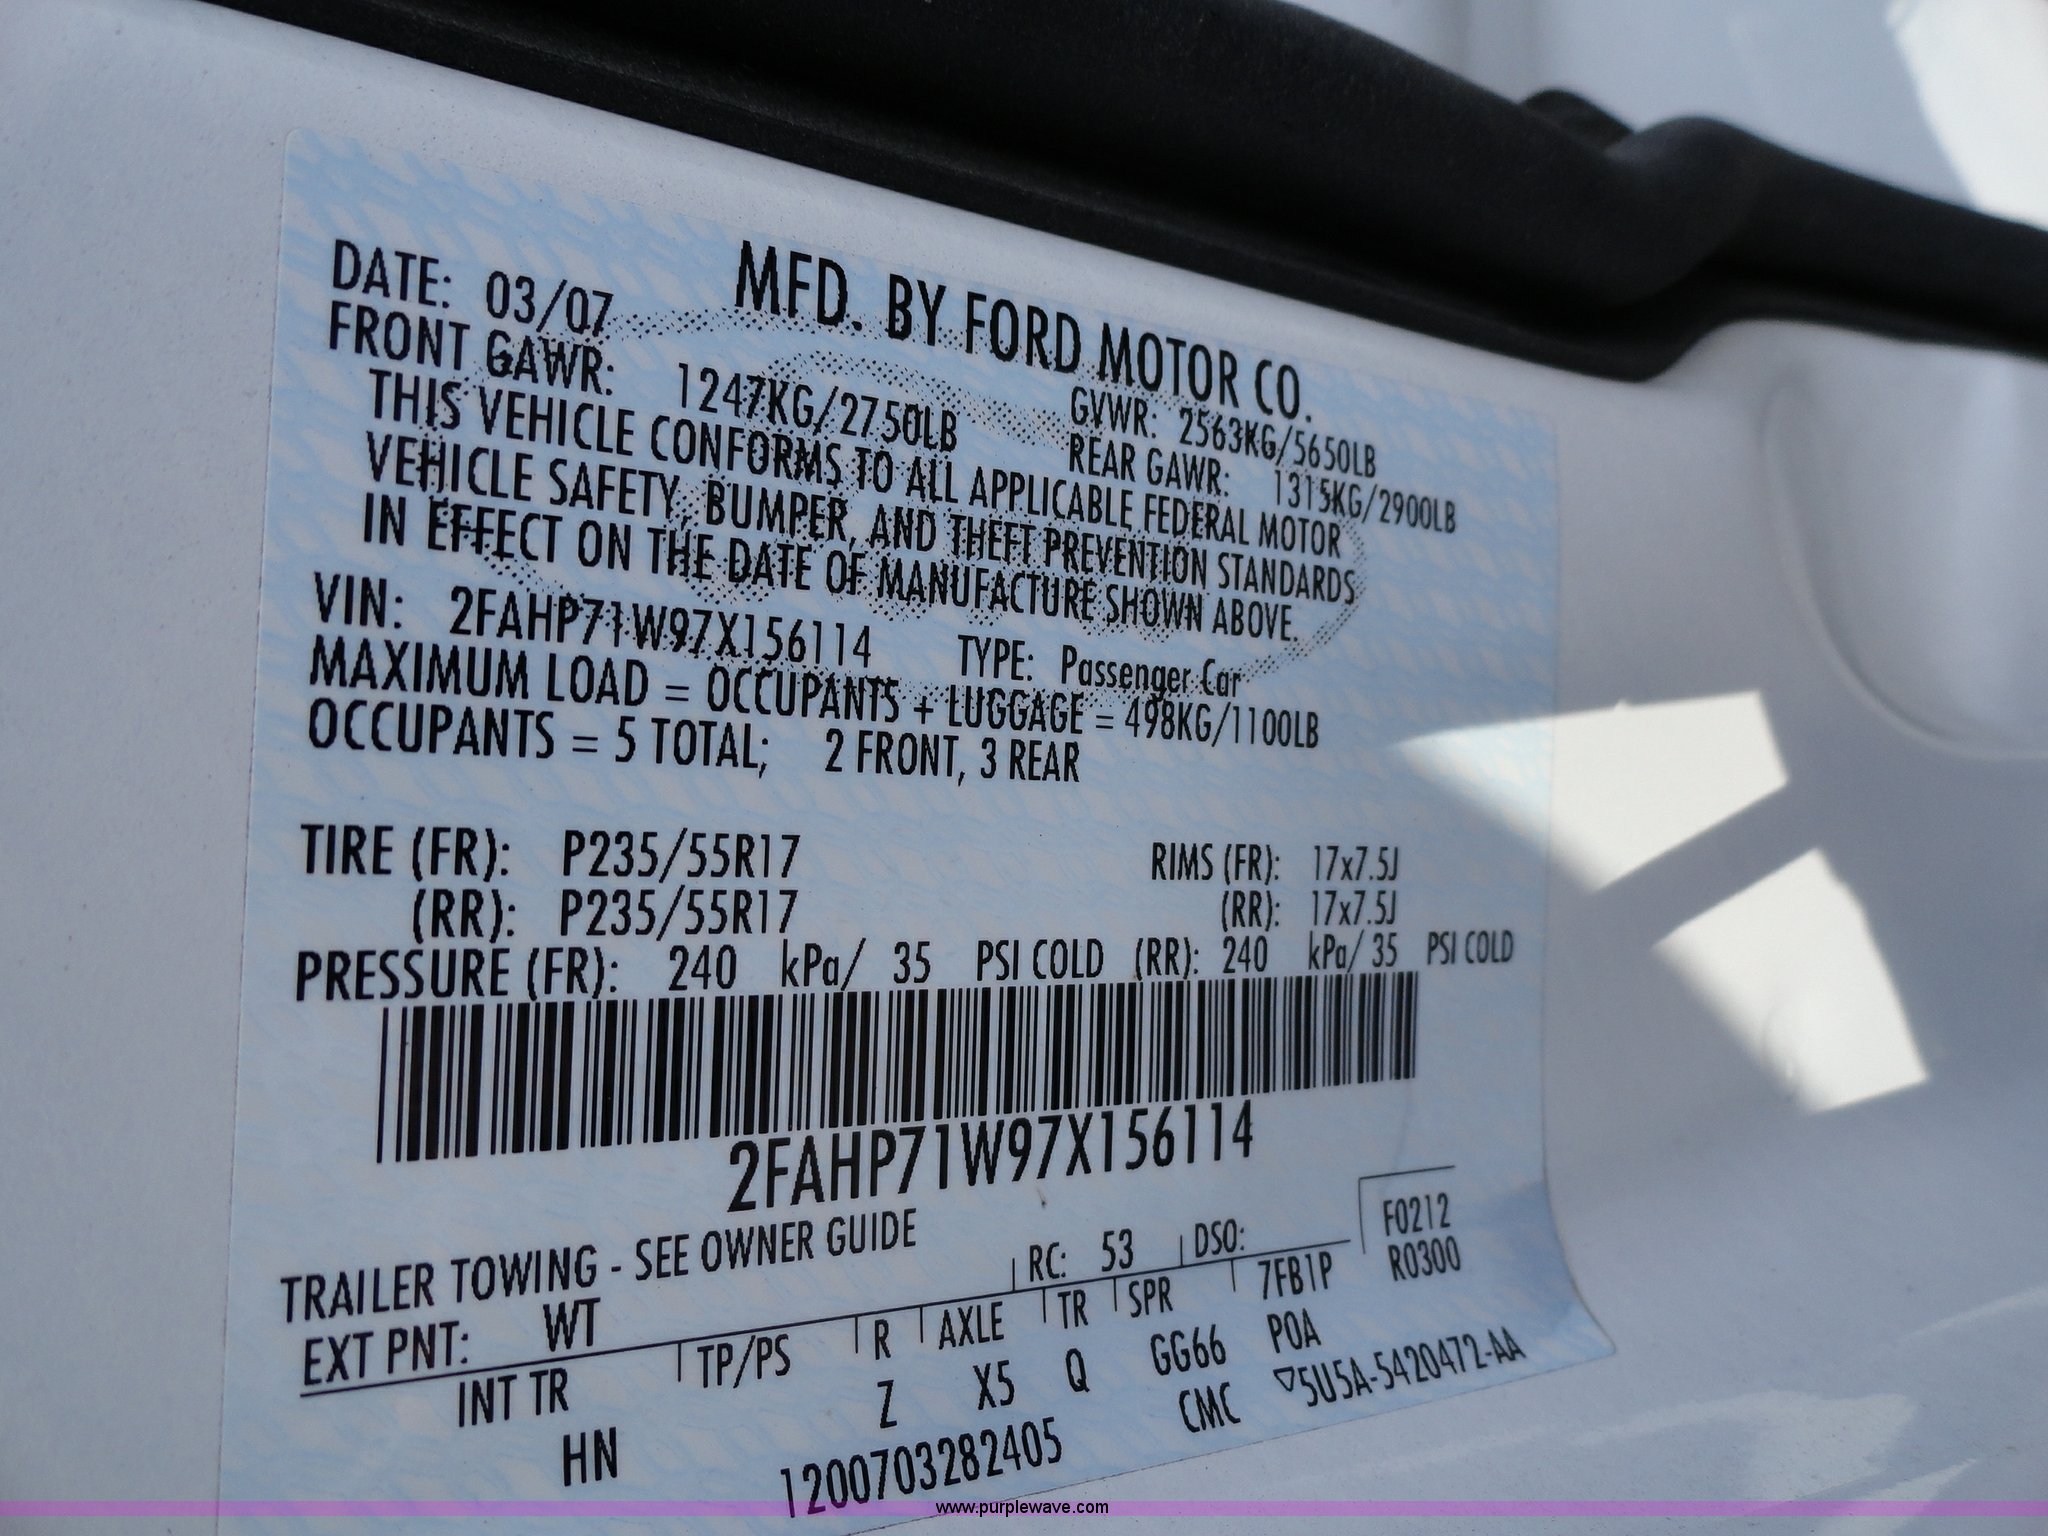 MFD. BY FORD MOTOR CO.
DATE: 03/07 GVWR: 2563KG/5650LB
FRONT GAWR: 1247KG/2750LB REAR GAWR: 1315KG/2900LB
THIS VEHICLE CONFORMS TO ALL APPLICABLE FEDERAL MOTOR
VEHICLE SAFETY, BUMPER, AND THEFT PREVENTION STANDARDS
IN EFFECT ON THE DATE OF MANUFACTURE SHOWN ABOVE.
VIN: 2FAHP71W97X156114 TYPE: Passenger Car
MAXIMUM LOAD = OCCUPANTS + LUGGAGE = 498KG/1100LB
OCCUPANTS = 5 TOTAL; 2 FRONT, 3 REAR
TIRE (FR): P235/55R17 RIMS (FR): 17x7.5J
(RR): P235/55R17 (RR): 17x7.5J
PRESSURE (FR): 240 kPa/ 35 PSI COLD (RR): 240 kPa/ 35 PSI COLD
2FAHP71W97X156114
TRAILER TOWING - SEE OWNER GUIDE
F0212
EXT PNT: WT RC: 53 DSO: R0300
INT TR TP/PS R AXLE TR SPR 7FB1P
HN Z X5 Q GG66 POA
1200703282405 CMC ▽5U5A-5420472-AA
www.purplewave.com